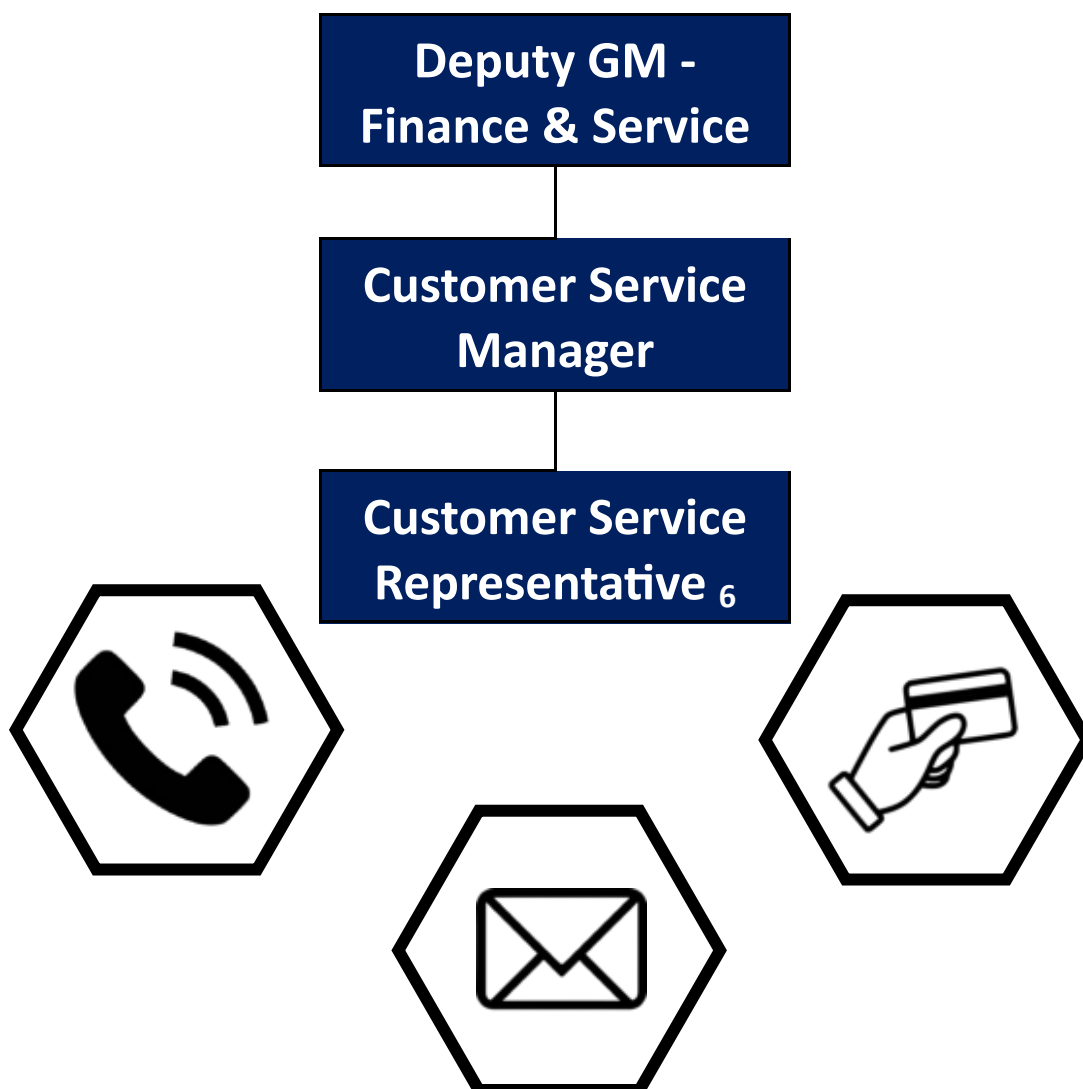 Deputy GM -
Finance & Service
Customer Service
Manager
Customer Service
Representative 6